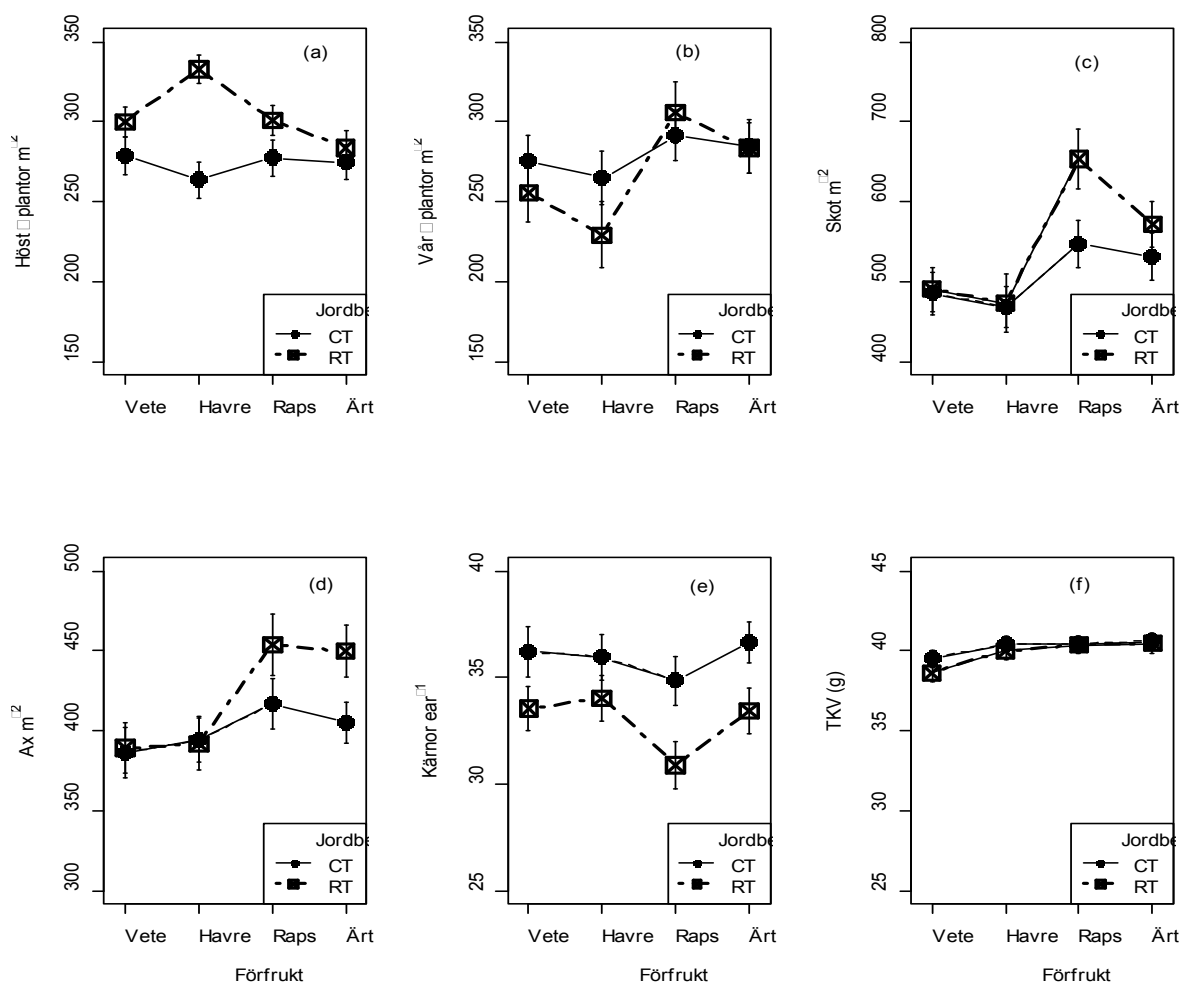 (a)
Höst□plantor m□2
150 200 250 300 350
Vete Havre Raps Ärt
Jordbe
CT
RT
(b)
Vår□plantor m□2
150 200 250 300 350
Vete Havre Raps Ärt
Jordbe
CT
RT
(c)
Skot m□2
400 500 600 700 800
Vete Havre Raps Ärt
Jordbe
CT
RT
(d)
Ax m□2
300 350 400 450 500
Vete Havre Raps Ärt
Förfrukt
Jordbe
CT
RT
(e)
Kärnor ear□1
25 30 35 40
Vete Havre Raps Ärt
Förfrukt
Jordbe
CT
RT
(f)
TKV (g)
25 30 35 40 45
Vete Havre Raps Ärt
Förfrukt
Jordbe
CT
RT